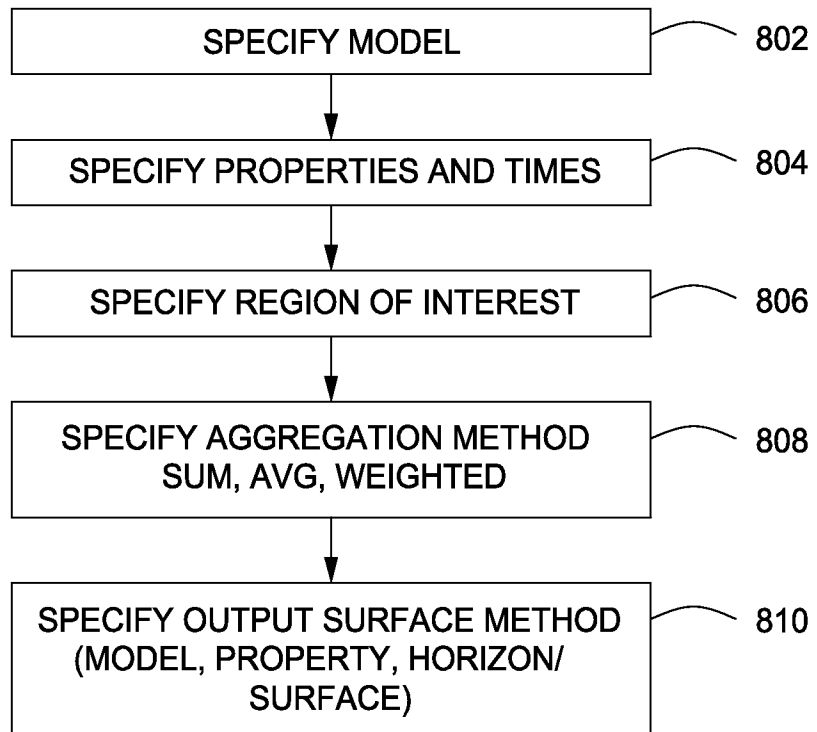 SPECIFY MODEL
802
SPECIFY PROPERTIES AND TIMES
804
SPECIFY REGION OF INTEREST
806
SPECIFY AGGREGATION METHOD
SUM, AVG, WEIGHTED
808
SPECIFY OUTPUT SURFACE METHOD
(MODEL, PROPERTY, HORIZON/
SURFACE)
810